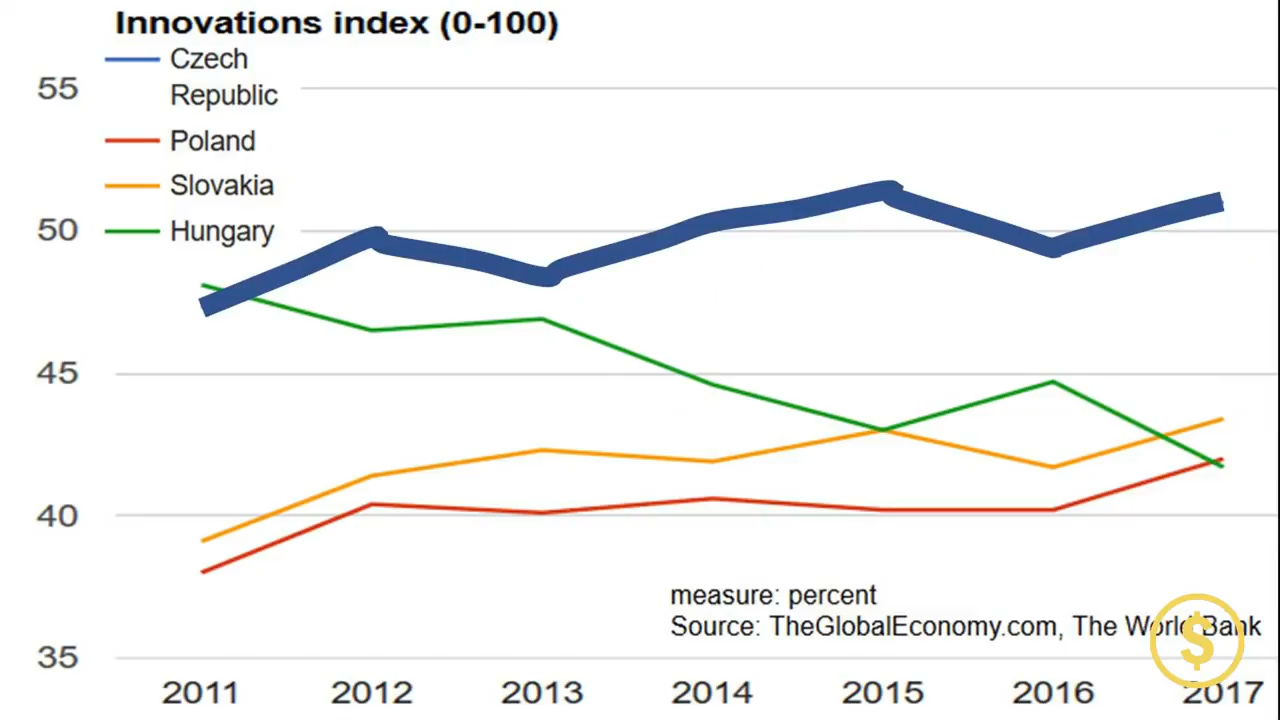 Innovations index (0-100)
Czech
Republic
Poland
Slovakia
Hungary
55
50
45
40
35
measure: percent
Source: TheGlobalEconomy.com, The World Bank
$
2011 2012 2013 2014 2015 2016 2017